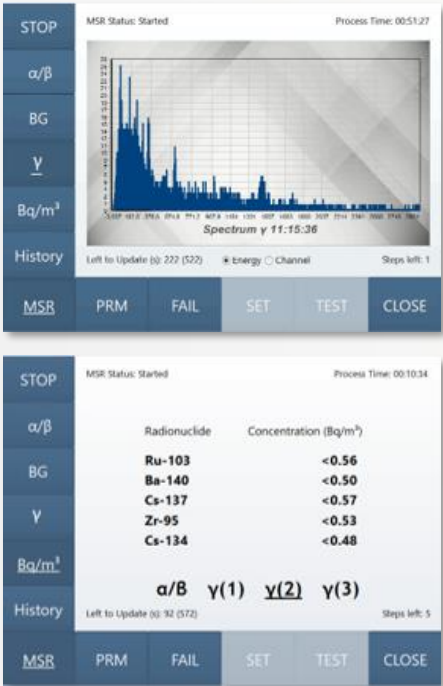 STOP
MSR Status: Started
Process Time: 00:51:27
α/β
BG
γ
Bq/m³
History
Spectrum γ 11:15:36
Left to Update (s): 222 (522)
Energy
Channel
Steps left: 1
MSR
PRM
FAIL
SET
TEST
CLOSE
STOP
MSR Status: Started
Process Time: 00:10:34
α/β
BG
γ
Bq/m³
History
Radionuclide Concentration (Bq/m³)
Ru-103 <0.56
Ba-140 <0.50
Cs-137 <0.57
Zr-95 <0.53
Cs-134 <0.48
α/β γ(1) γ(2) γ(3)
Left to Update (s): 92 (572)
Steps left: 5
MSR
PRM
FAIL
SET
TEST
CLOSE